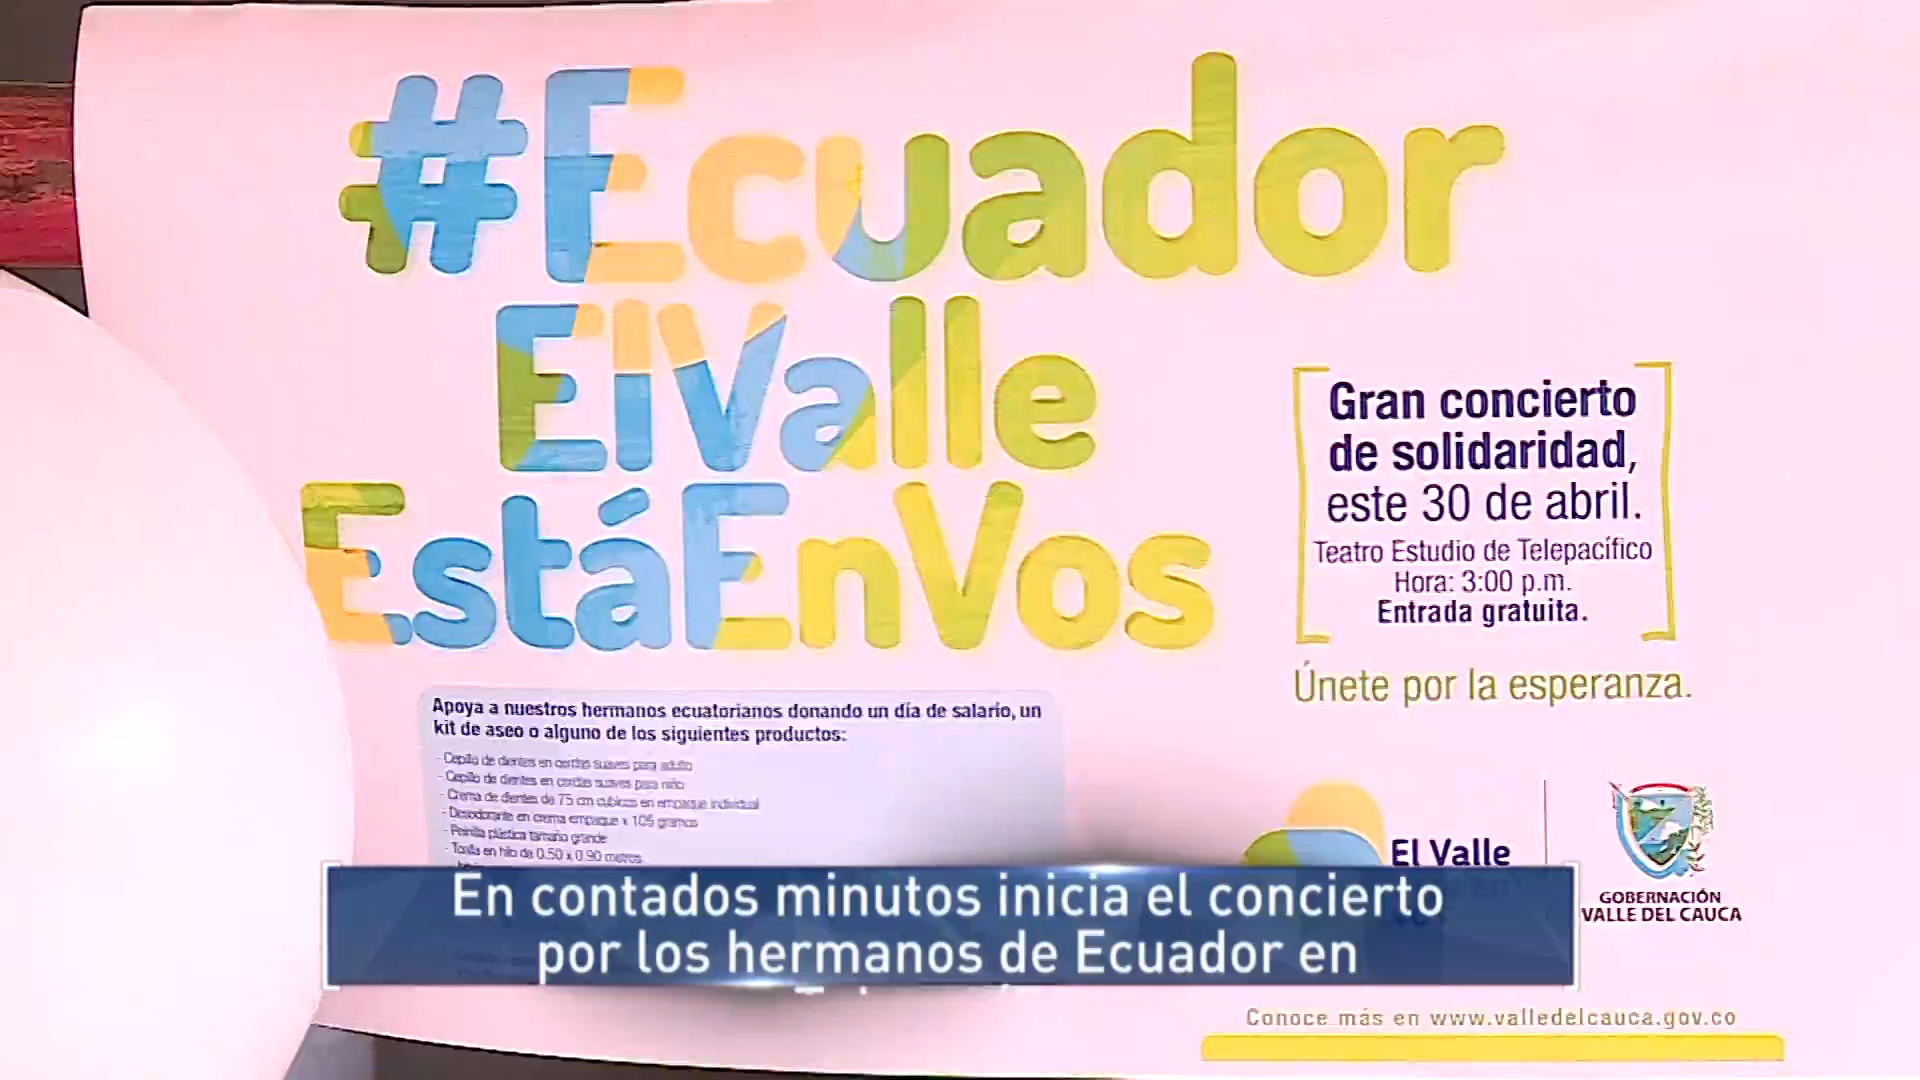 #Ecuador
ElValle
EstáEnVos
Gran concierto
de solidaridad,
este 30 de abril.
Teatro Estudio de Telepacífico
Hora: 3:00 p.m.
Entrada gratuita.
Únete por la esperanza.
Apoya a nuestros hermanos ecuatorianos donando un día de salario, un
kit de aseo o alguno de los siguientes productos:
- Cepillo de dientes en cerdas suaves para adulto
- Cepillo de dientes en cerdas suaves para niño
- Crema de dientes de 75 cm cubicos en empaque individual
- Desodorante en crema empaque x 105 gramos
- Peinilla plástica tamaño grande
- Toalla en hilo de 0.50 x 0.90 metros
El Valle
GOBERNACIÓN
VALLE DEL CAUCA
En contados minutos inicia el concierto
por los hermanos de Ecuador en
Conoce más en www.valledelcauca.gov.co